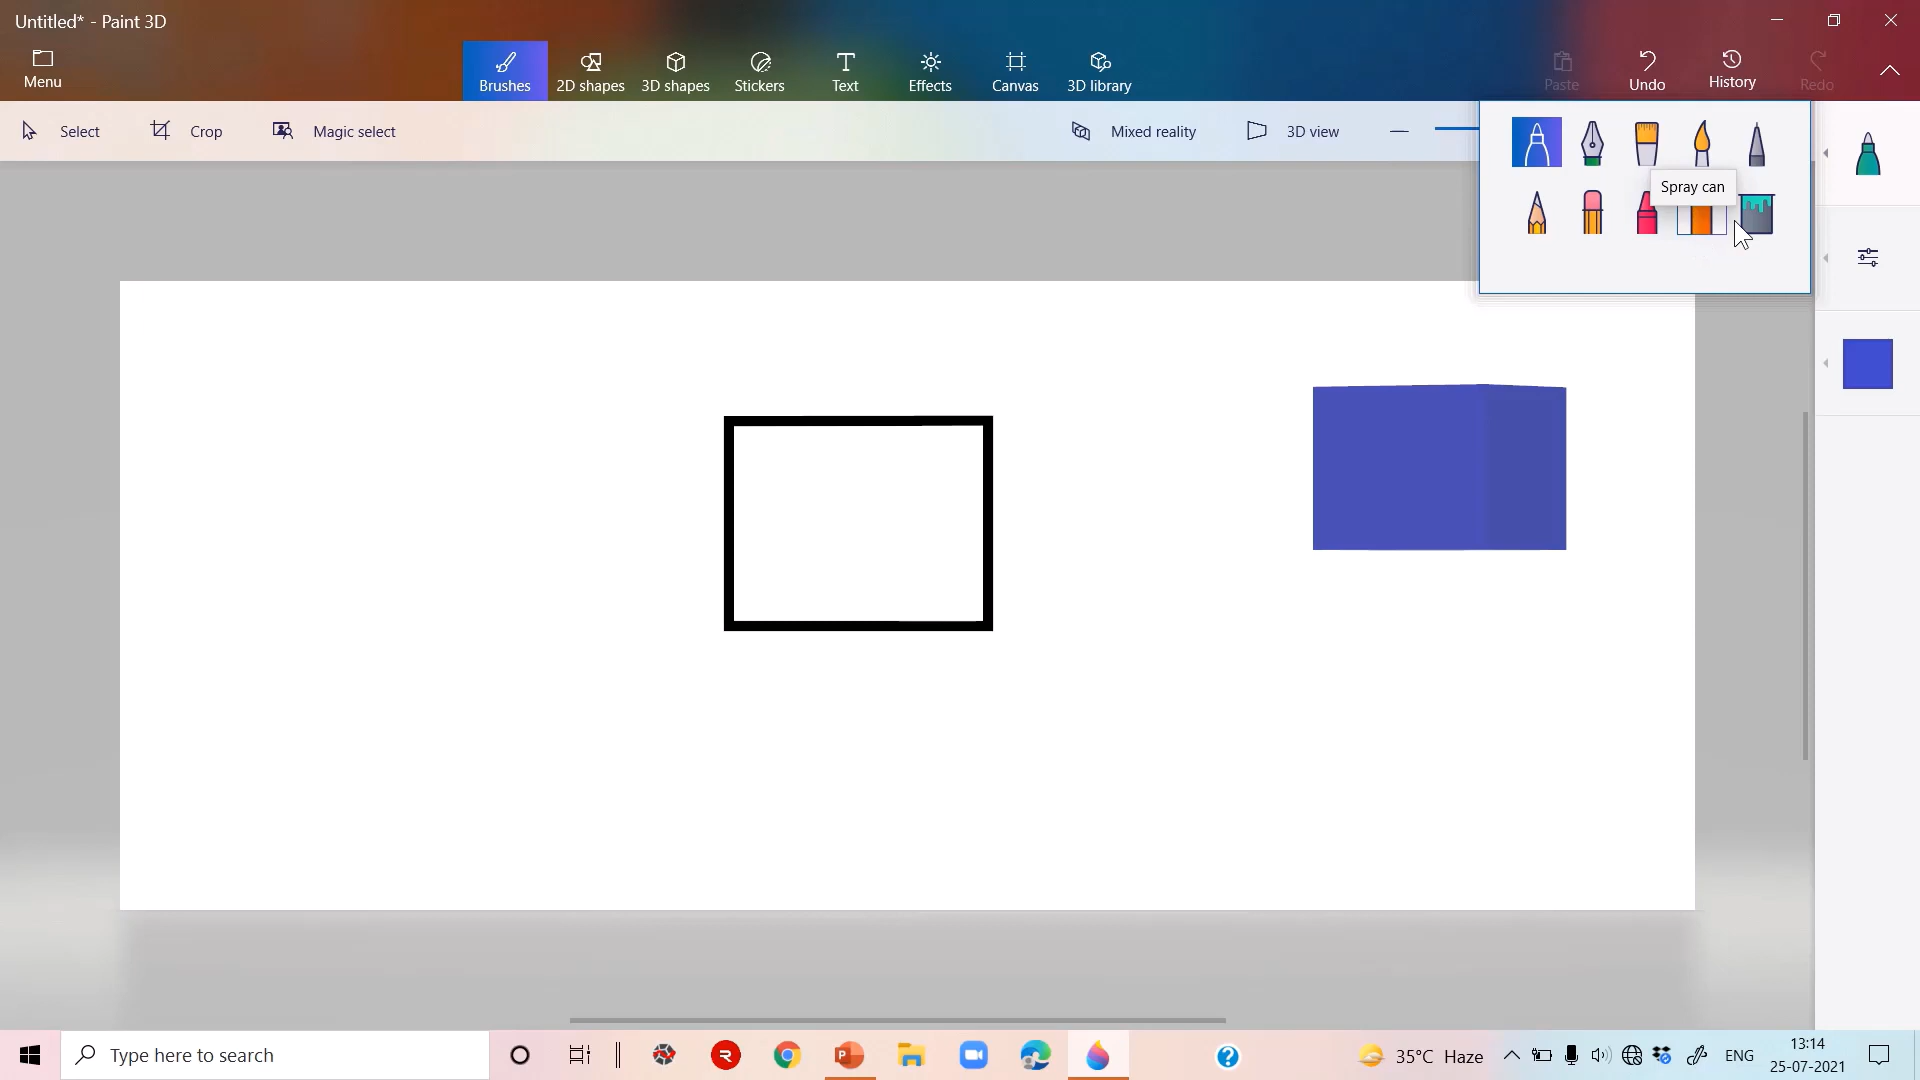 Untitled* - Paint 3D
Menu
Brushes
2D shapes
3D shapes
Stickers
Text
Effects
Canvas
3D library
Paste
Undo
History
Redo
Select
Crop
Magic select
Mixed reality
3D view
Spray can
Type here to search
35°C Haze
ENG
13:14
25-07-2021